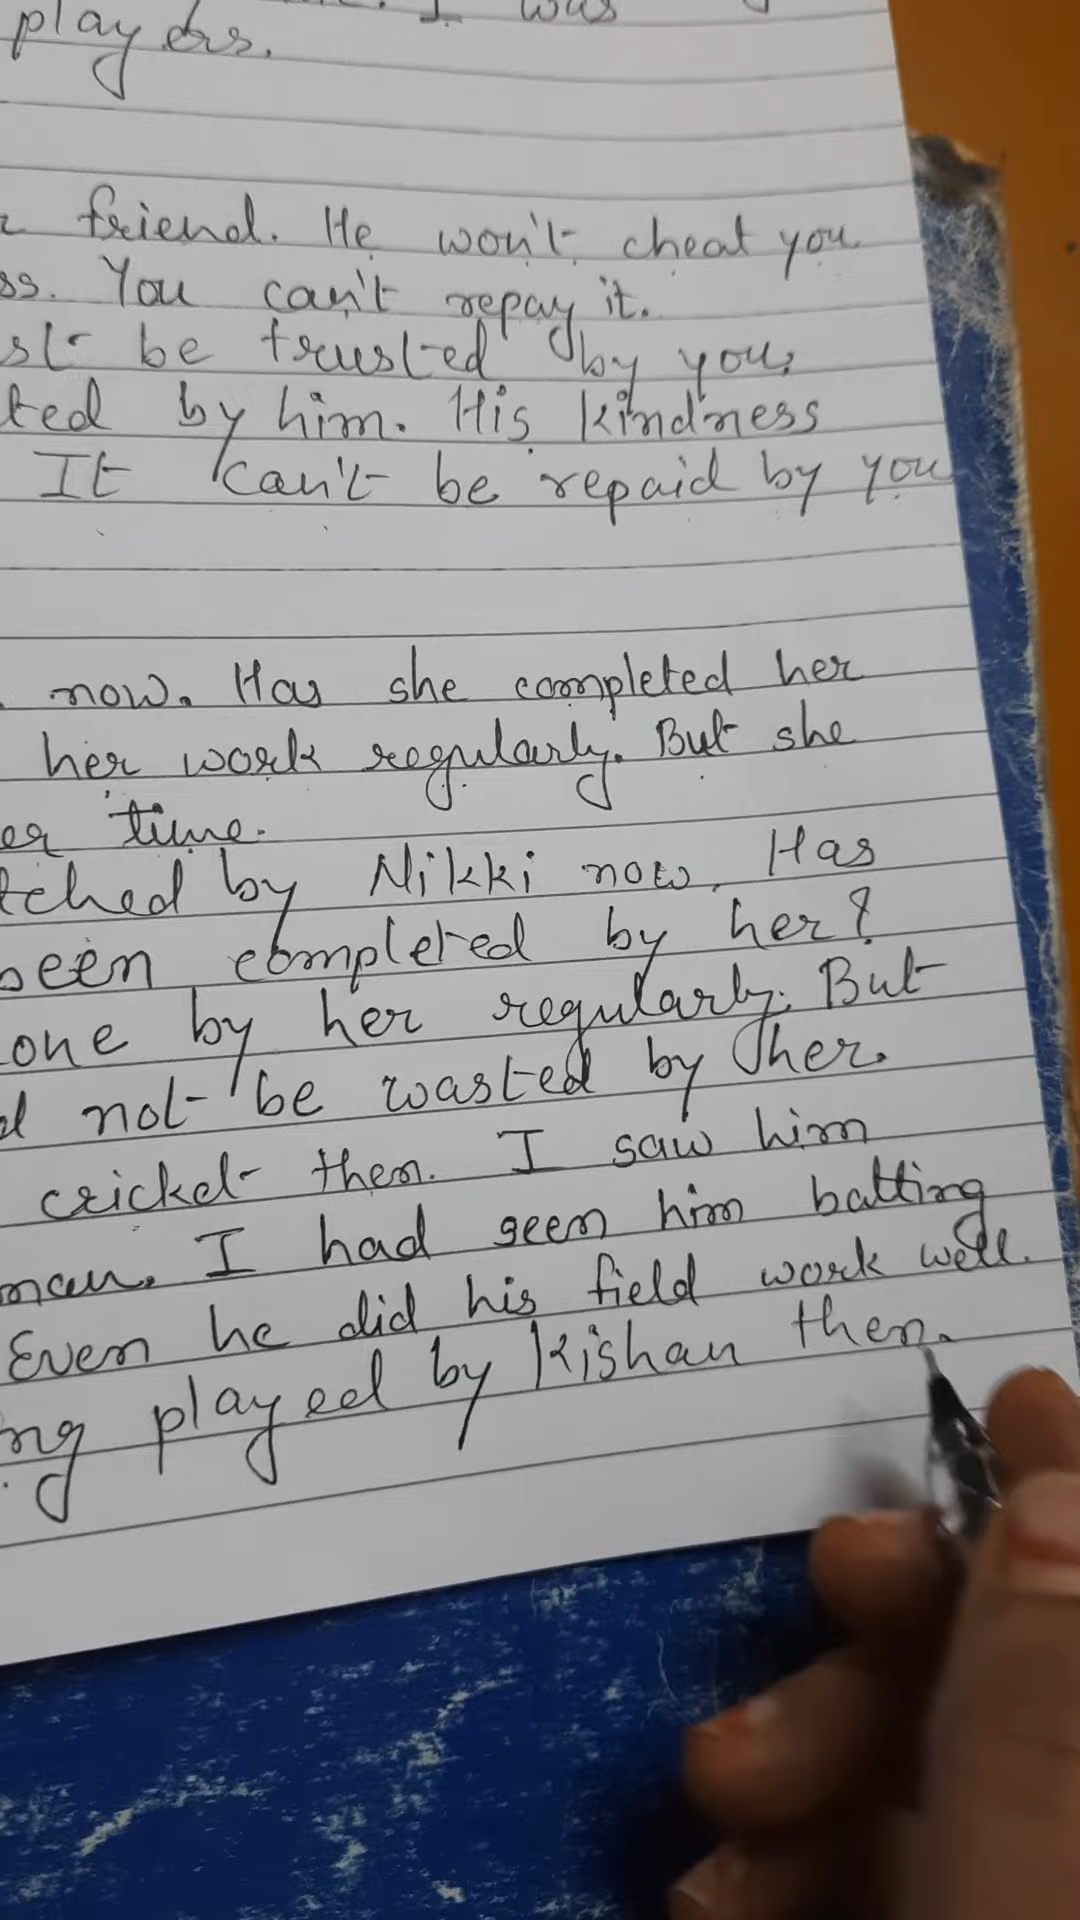 I was
players.
friend. He won't cheat you
ss. You can't repay it.
st be trusted by you.
ted by him. His kindness
It can't be repaid by you
now. Has she completed her
her work regularly. But she
er time.
tched by Nikki now. Has
been completed by her?
one by her regularly. But
d not be wasted by her.
cricket then. I saw him
man. I had seen him batting
Even he did his field work well.
ng played by Kishan then.